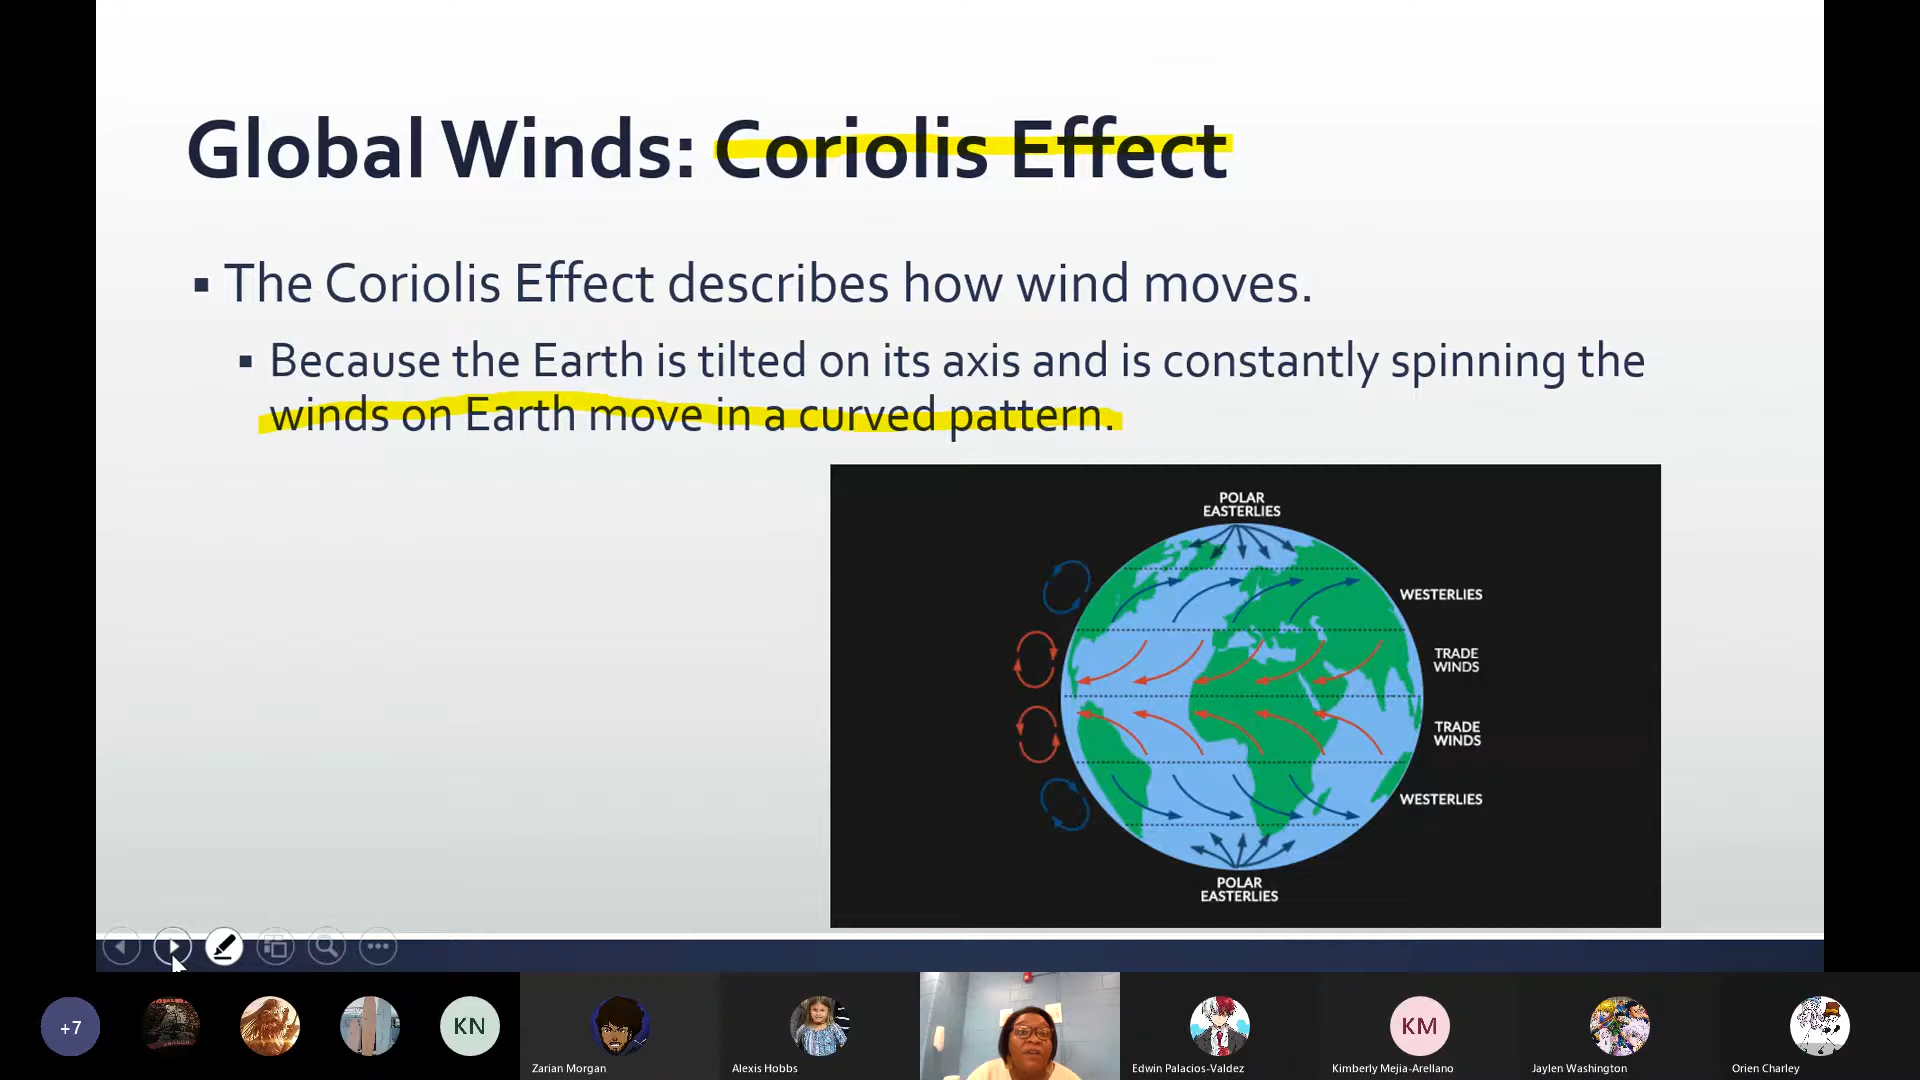 Global Winds: Coriolis Effect
▪ The Coriolis Effect describes how wind moves.
▪ Because the Earth is tilted on its axis and is constantly spinning the
winds on Earth move in a curved pattern.
POLAR
EASTERLIES
WESTERLIES
TRADE
WINDS
TRADE
WINDS
WESTERLIES
POLAR
EASTERLIES
+7
KN
Zarian Morgan
Alexis Hobbs
Edwin Palacios-Valdez
KM
Kimberly Mejia-Arellano
Jaylen Washington
Orien Charley